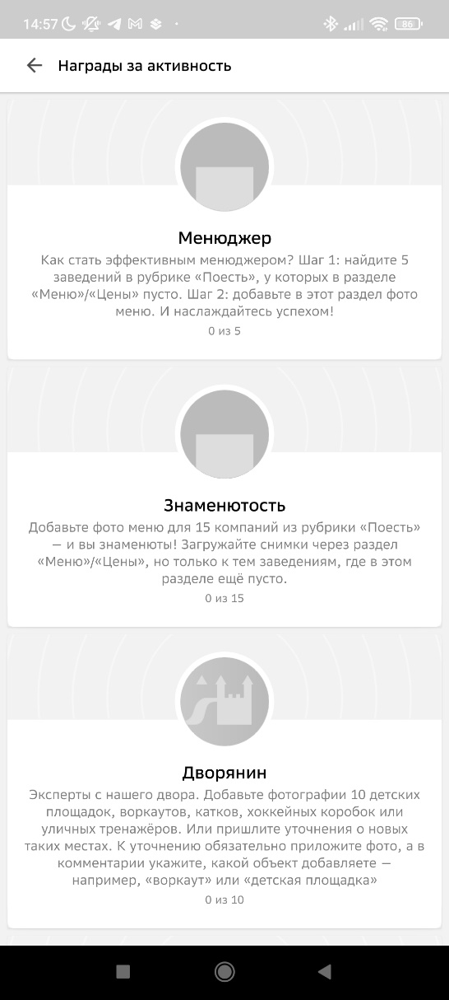 14:57
86
Награды за активность
Менюджер
Как стать эффективным менюджером? Шаг 1: найдите 5
заведений в рубрике «Поесть», у которых в разделе
«Меню»/«Цены» пусто. Шаг 2: добавьте в этот раздел фото
меню. И наслаждайтесь успехом!
0 из 5
Знаменютость
Добавьте фото меню для 15 компаний из рубрики «Поесть»
— и вы знаменюты! Загружайте снимки через раздел
«Меню»/«Цены», но только к тем заведениям, где в этом
разделе ещё пусто.
0 из 15
Дворянин
Эксперты с нашего двора. Добавьте фотографии 10 детских
площадок, воркаутов, катков, хоккейных коробок или
уличных тренажёров. Или пришлите уточнения о новых
таких местах. К уточнению обязательно приложите фото, а в
комментарии укажите, какой объект добавляете —
например, «воркаут» или «детская площадка»
0 из 10